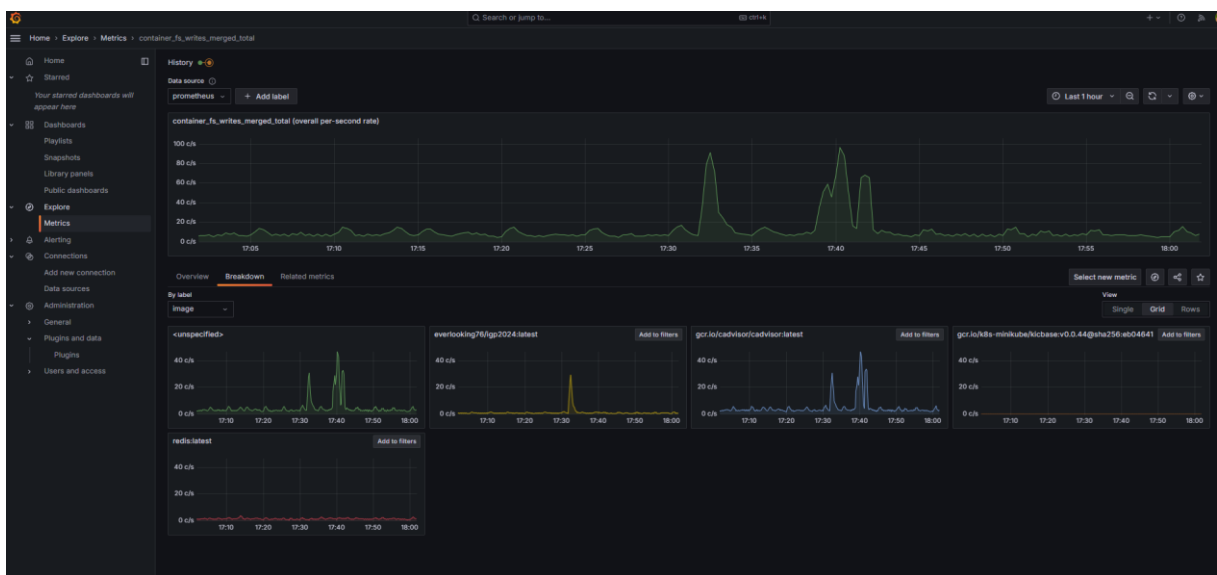 Search or jump to... ctrl+k
Home › Explore › Metrics › container_fs_writes_merged_total
Home
Starred
Your starred dashboards will
appear here
Dashboards
Playlists
Snapshots
Library panels
Public dashboards
Explore
Metrics
Alerting
Connections
Add new connection
Data sources
Administration
General
Plugins and data
Plugins
Users and access
History
Data source
prometheus + Add label Last 1 hour
container_fs_writes_merged_total (overall per-second rate)
100 c/s
80 c/s
60 c/s
40 c/s
20 c/s
0 c/s
17:05 17:10 17:15 17:20 17:25 17:30 17:35 17:40 17:45 17:50 17:55 18:00
Overview Breakdown Related metrics Select new metric
By label View
image Single Grid Rows
<unspecified>
40 c/s
20 c/s
0 c/s
17:10 17:20 17:30 17:40 17:50 18:00
everlooking76/igp2024:latest Add to filters
40 c/s
20 c/s
0 c/s
17:10 17:20 17:30 17:40 17:50 18:00
gcr.io/cadvisor/cadvisor:latest Add to filters
40 c/s
20 c/s
0 c/s
17:10 17:20 17:30 17:40 17:50 18:00
gcr.io/k8s-minikube/kicbase:v0.0.44@sha256:eb04641 Add to filters
40 c/s
20 c/s
0 c/s
17:10 17:20 17:30 17:40 17:50 18:00
redis:latest Add to filters
40 c/s
20 c/s
0 c/s
17:10 17:20 17:30 17:40 17:50 18:00